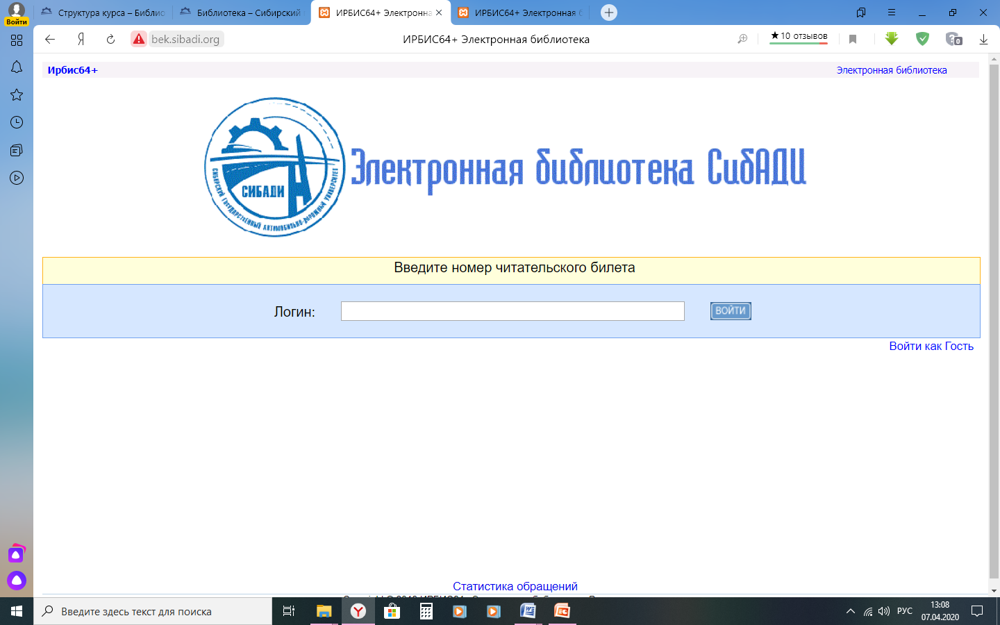 Войти
Структура курса – Библио
Библиотека – Сибирский
ИРБИС64+ Электронна
ИРБИС64+ Электронная б
Я
bek.sibadi.org
ИРБИС64+ Электронная библиотека
★10 отзывов
0
Ирбис64+
Электронная библиотека
СИБАДИ
СИБИРСКИЙ ГОСУДАРСТВЕННЫЙ АВТОМОБИЛЬНО-ДОРОЖНЫЙ УНИВЕРСИТЕТ
Электронная библиотека СибАДИ
Введите номер читательского билета
Логин:
ВОЙТИ
Войти как Гость
Статистика обращений
Введите здесь текст для поиска
РУС
13:08
07.04.2020